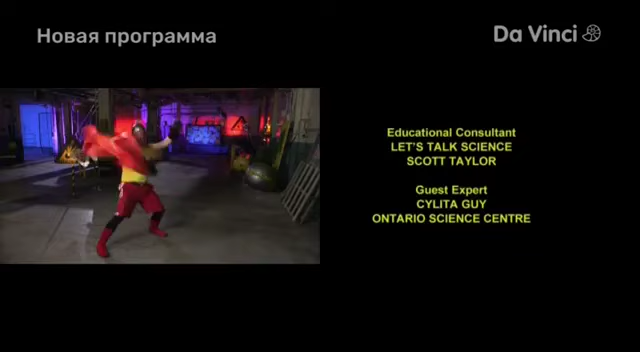 Новая программа
Da Vinci
Educational Consultant
LET'S TALK SCIENCE
SCOTT TAYLOR
Guest Expert
CYLITA GUY
ONTARIO SCIENCE CENTRE